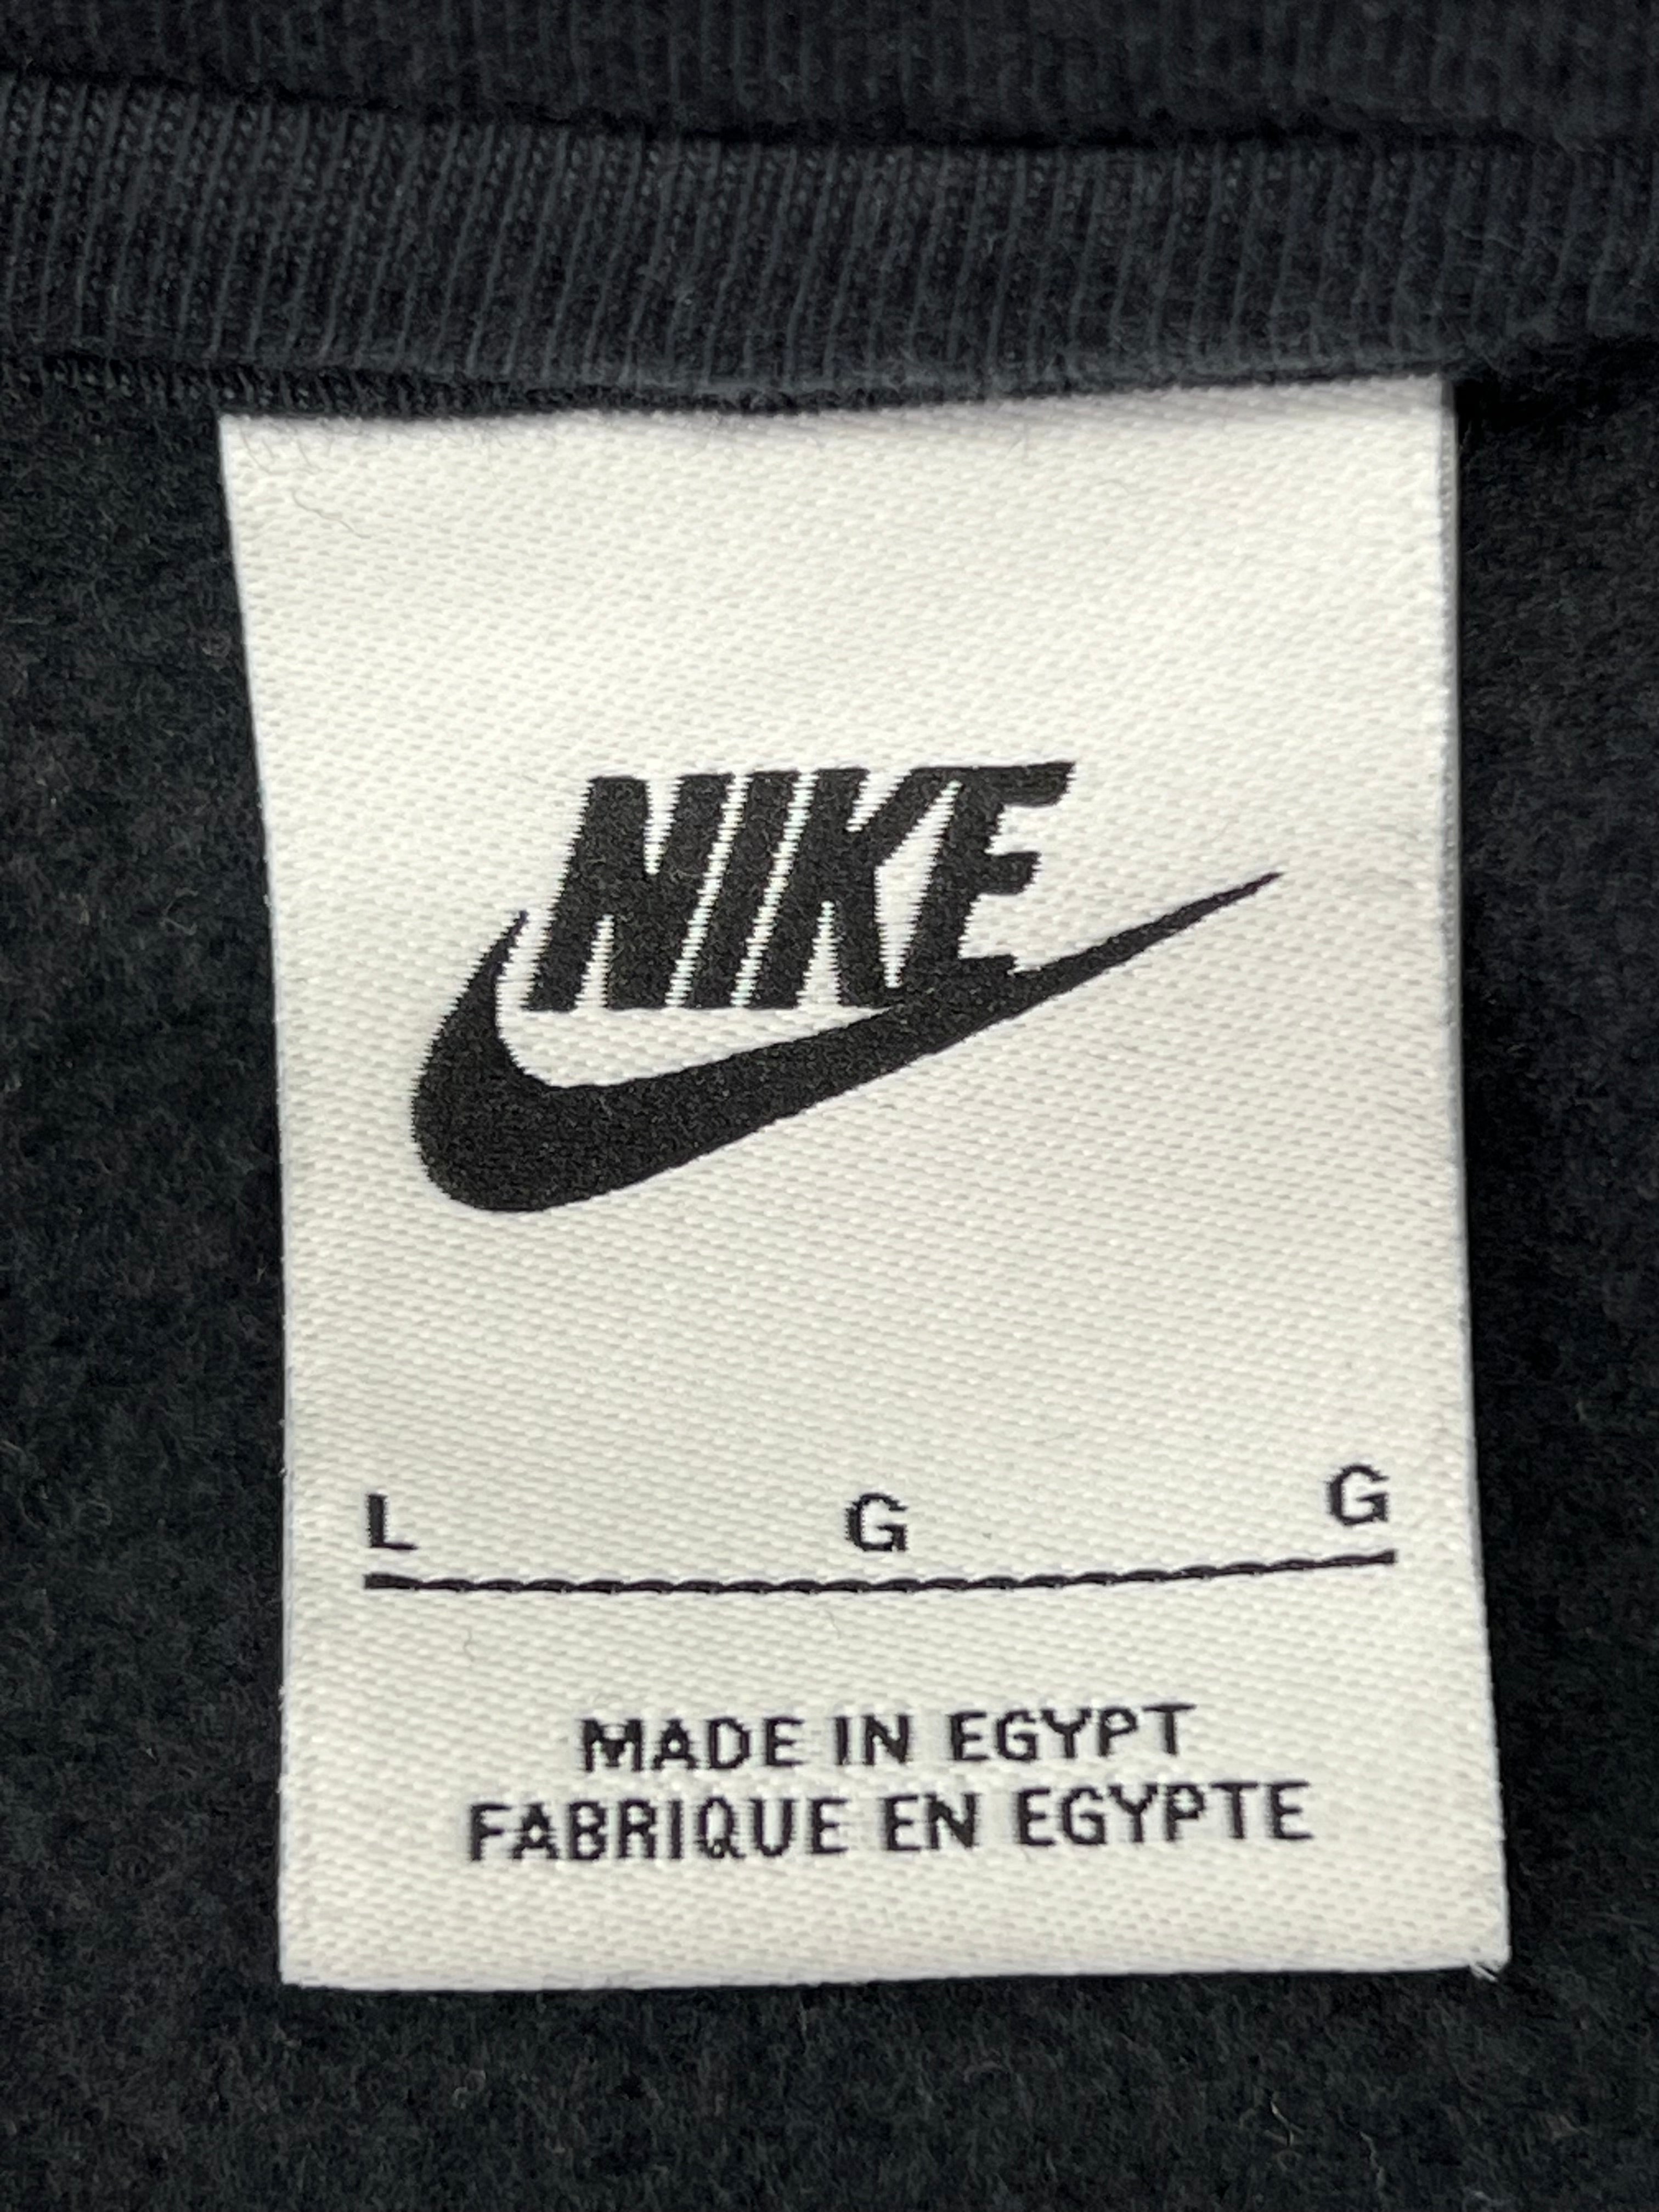 NIKE
L G G
MADE IN EGYPT
FABRIQUE EN EGYPTE